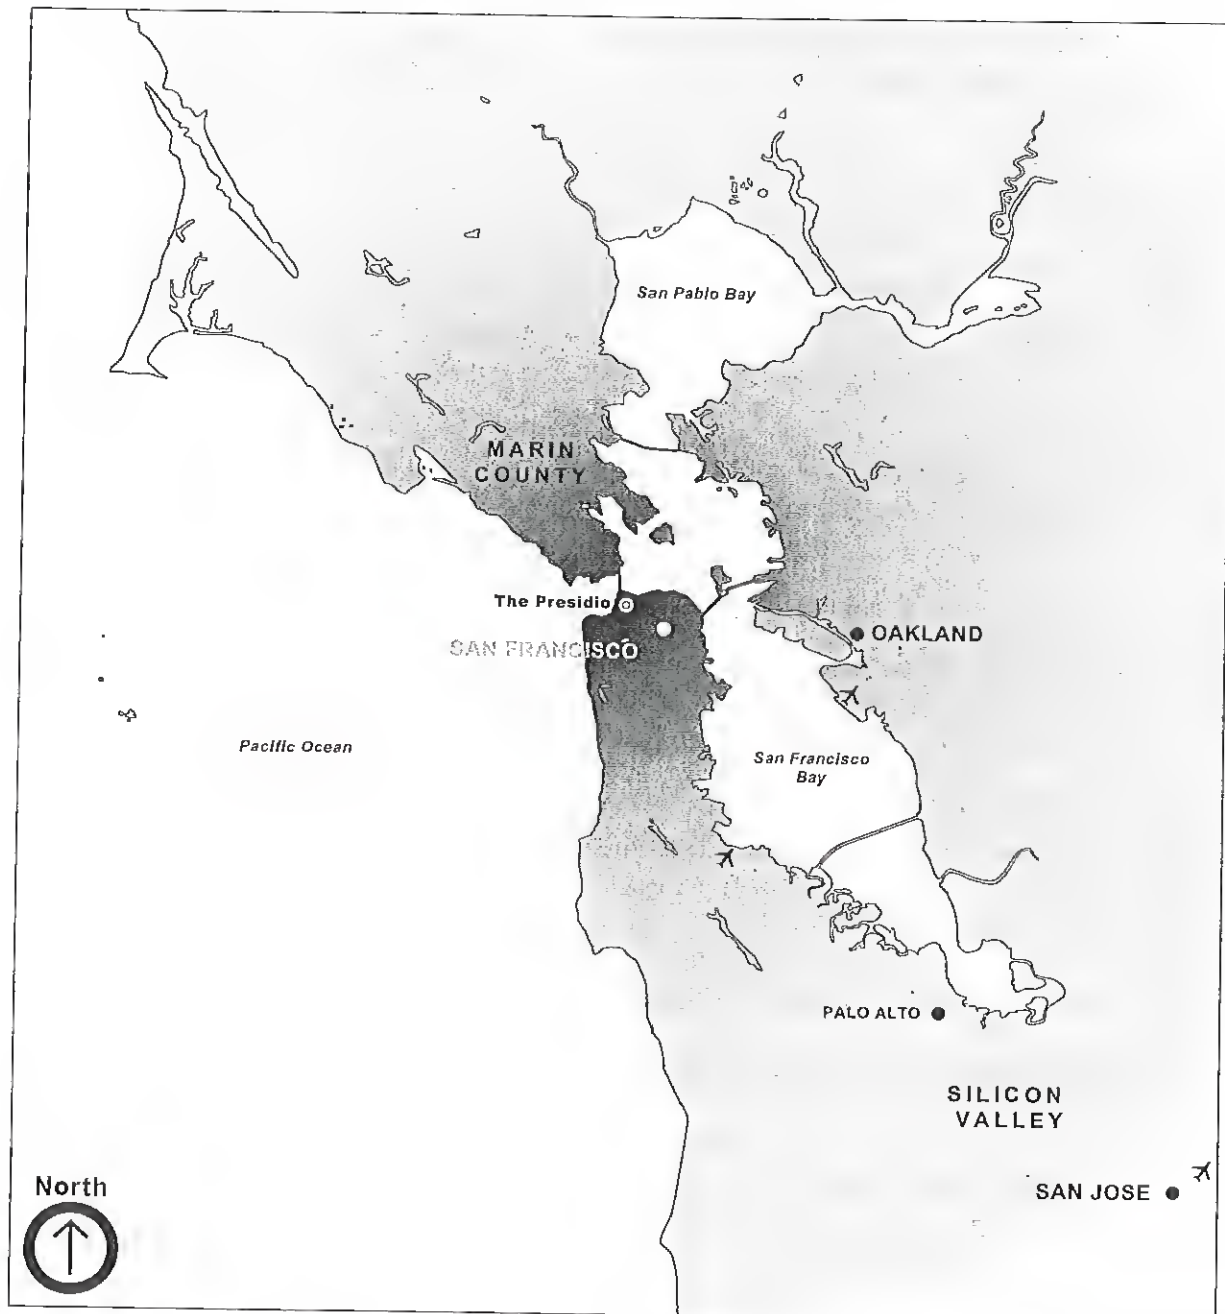 San Pablo Bay
MARIN
COUNTY
The Presidio
OAKLAND
SAN FRANCISCO
Pacific Ocean
San Francisco
Bay
PALO ALTO
SILICON
VALLEY
North
SAN JOSE